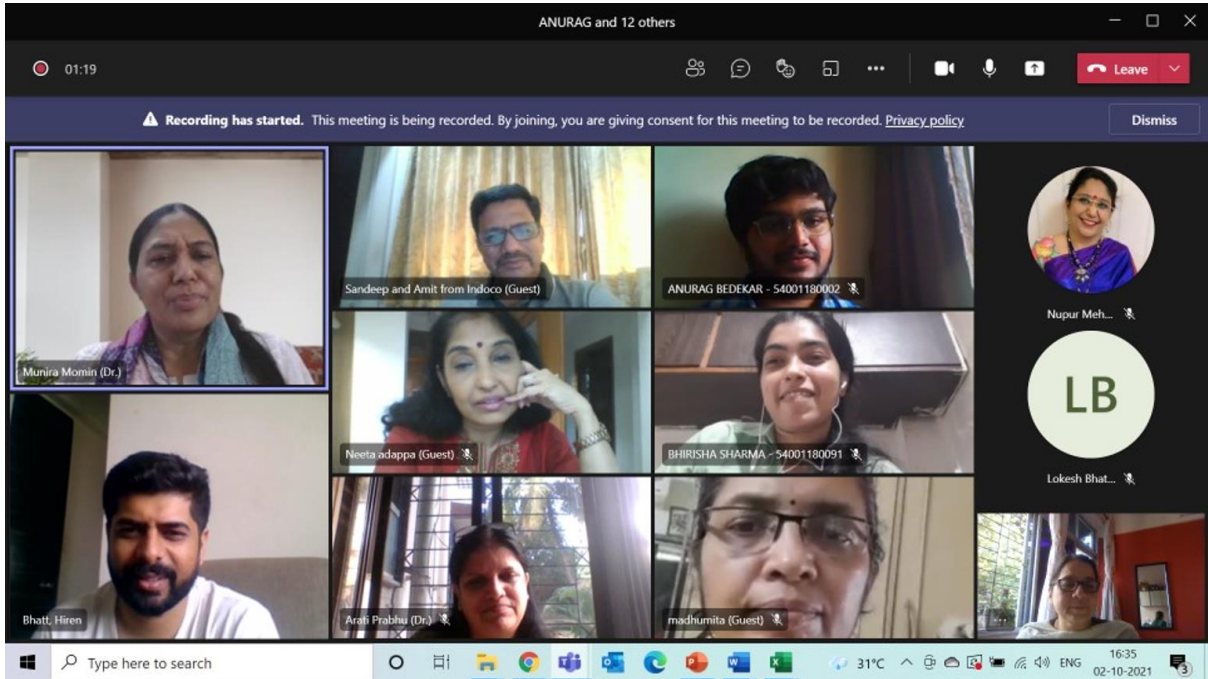 ANURAG and 12 others
01:19
Leave
Recording has started. This meeting is being recorded. By joining, you are giving consent for this meeting to be recorded. Privacy policy
Dismiss
Munira Momin (Dr.)
Sandeep and Amit from Indoco (Guest)
ANURAG BEDEKAR - 54001180002
Nupur Meh...
Neeta adappa (Guest)
BHIRISHA SHARMA - 54001180091
LB
Lokesh Bhat...
Bhatt, Hiren
Arati Prabhu (Dr.)
madhumita (Guest)
Type here to search
31°C
ENG
16:35
02-10-2021
3